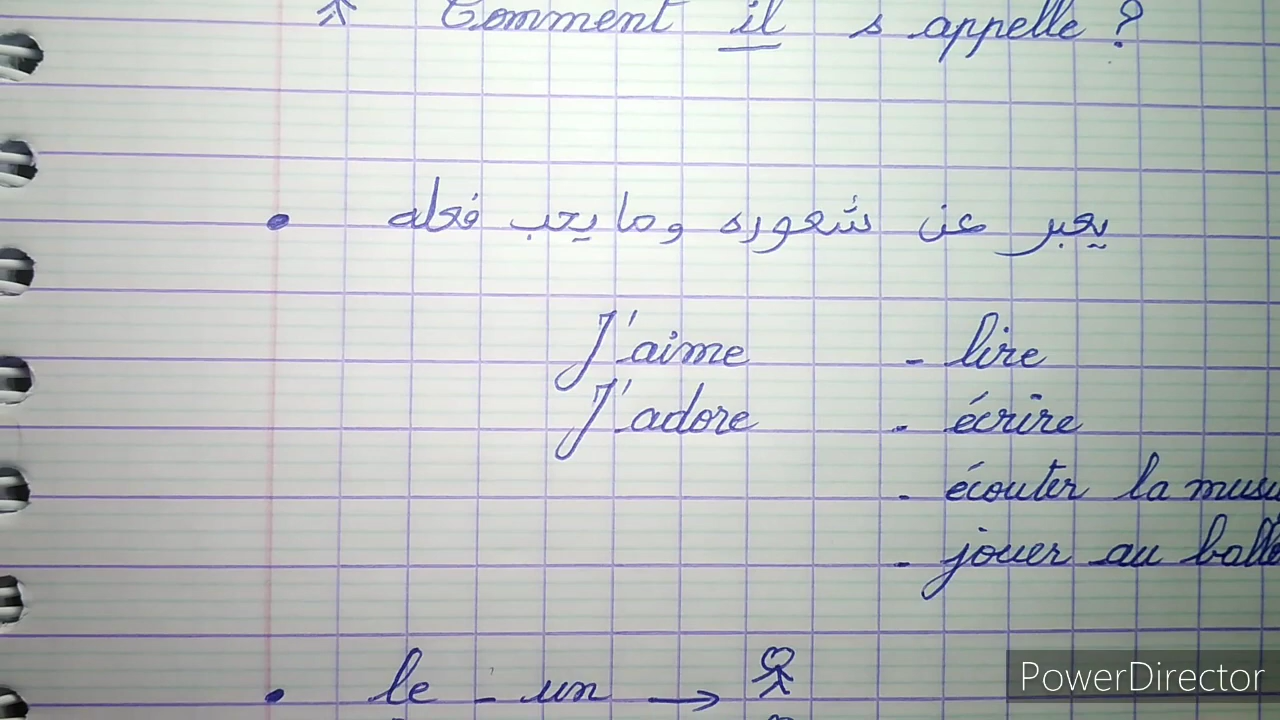 Comment il s appelle ?
• يعبر عن شعوره وما يحب فعله
J'aime - lire
J'adore - écrire
- écouter la
- jouer au
• le - un →
PowerDirector